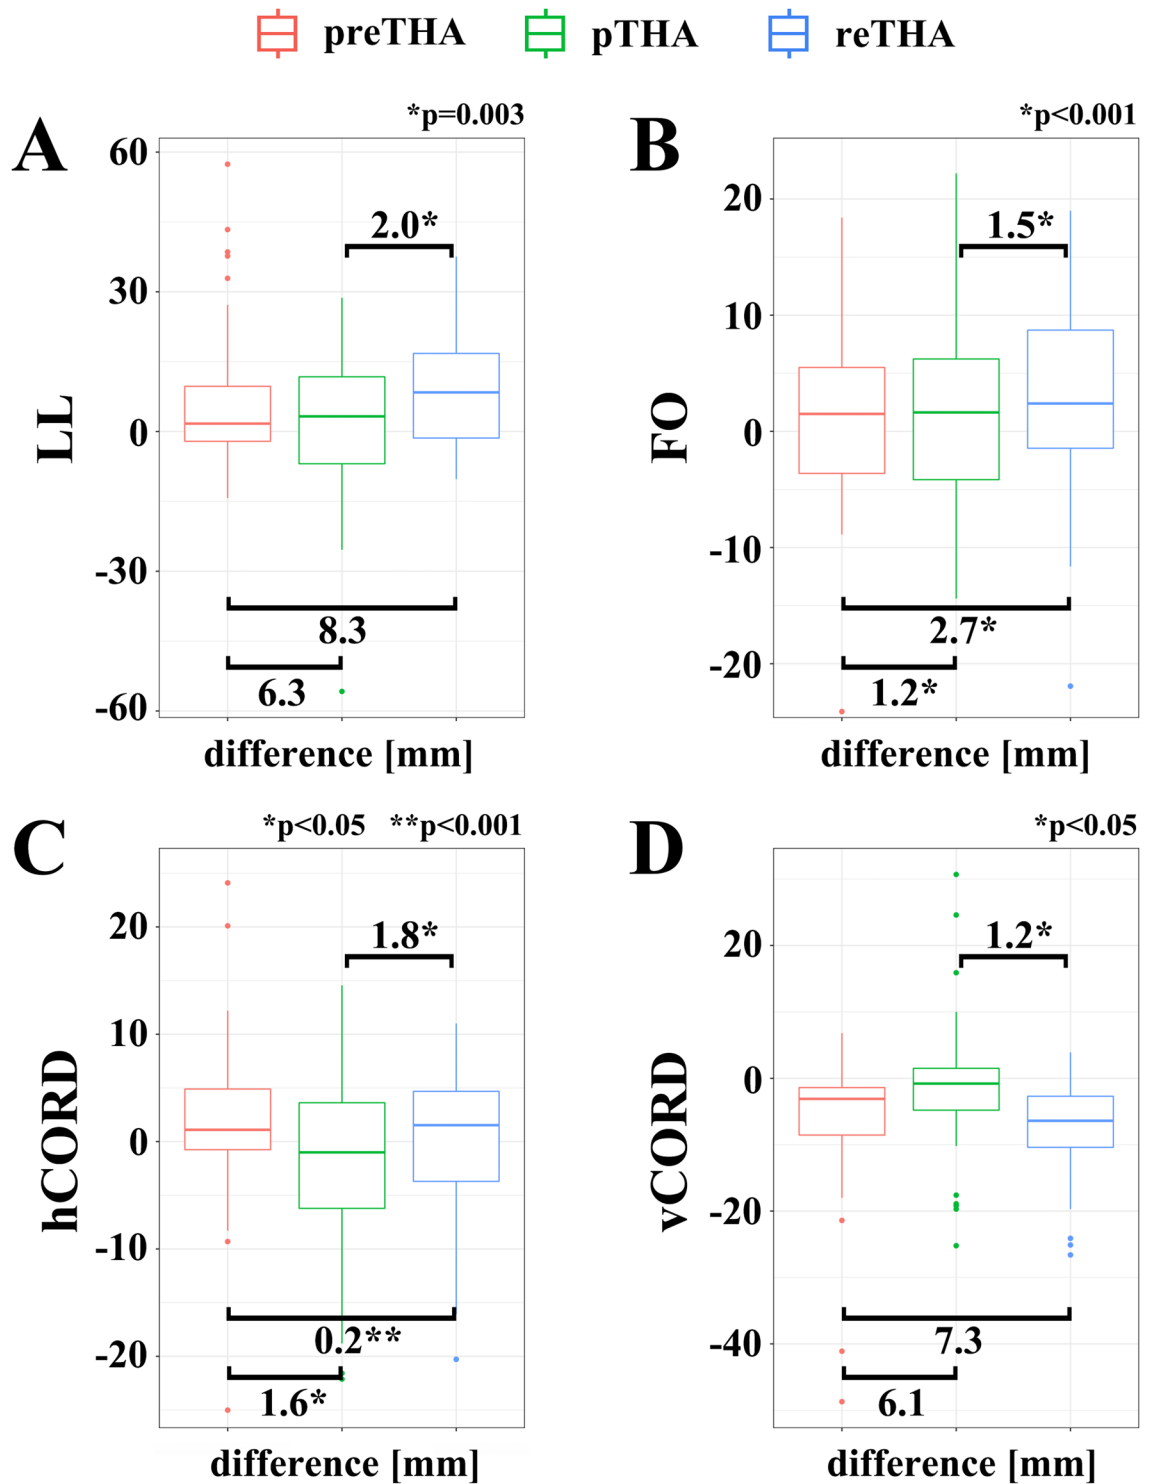 preTHA pTHA reTHA
A
*p=0.003
60
30
0
-30
-60
LL
2.0*
8.3
6.3
difference [mm]
B
*p<0.001
20
10
0
-10
-20
FO
1.5*
2.7*
1.2*
difference [mm]
C
*p<0.05 **p<0.001
20
10
0
-10
-20
hCORD
1.8*
0.2**
1.6*
difference [mm]
D
*p<0.05
20
0
-20
-40
vCORD
1.2*
7.3
6.1
difference [mm]